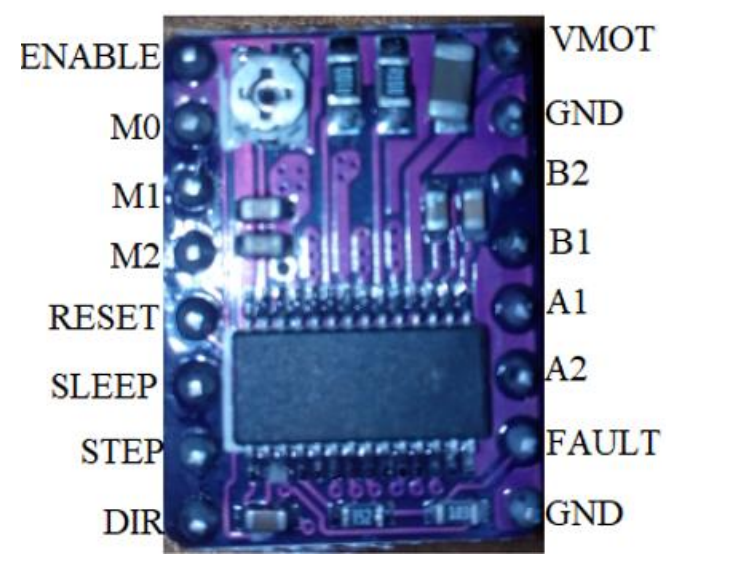 ENABLE
M0
M1
M2
RESET
SLEEP
STEP
DIR
VMOT
GND
B2
B1
A1
A2
FAULT
GND